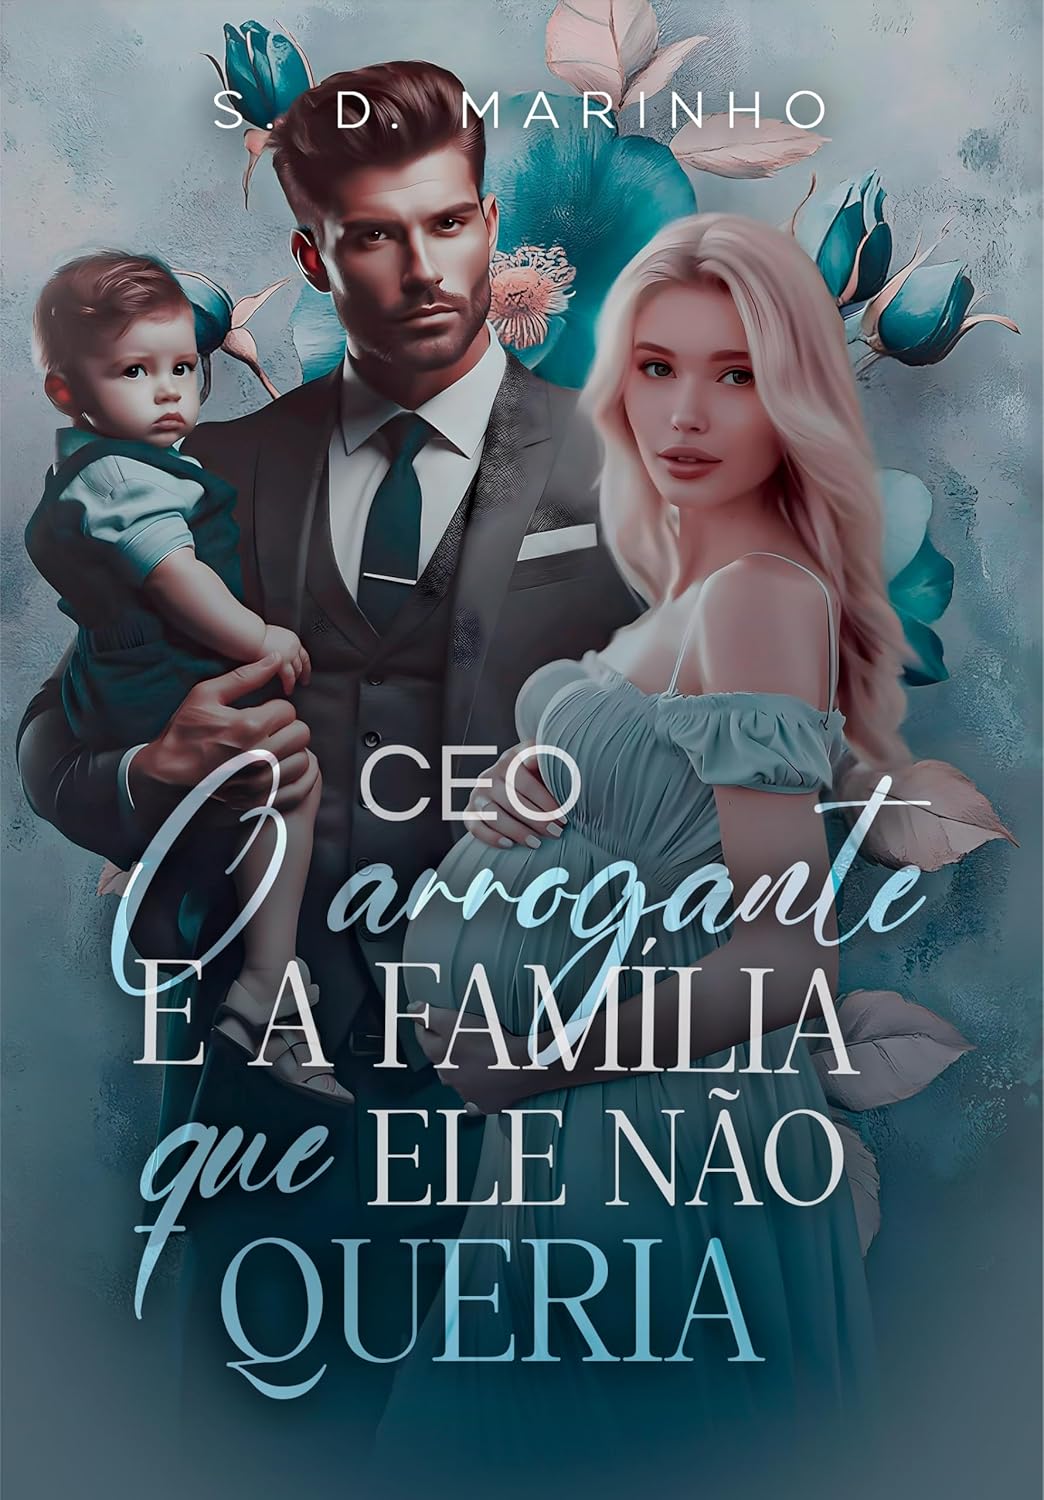 S. D. MARINHO
CEO
O arrogante
E A FAMÍLIA
que ELE NÃO
QUERIA